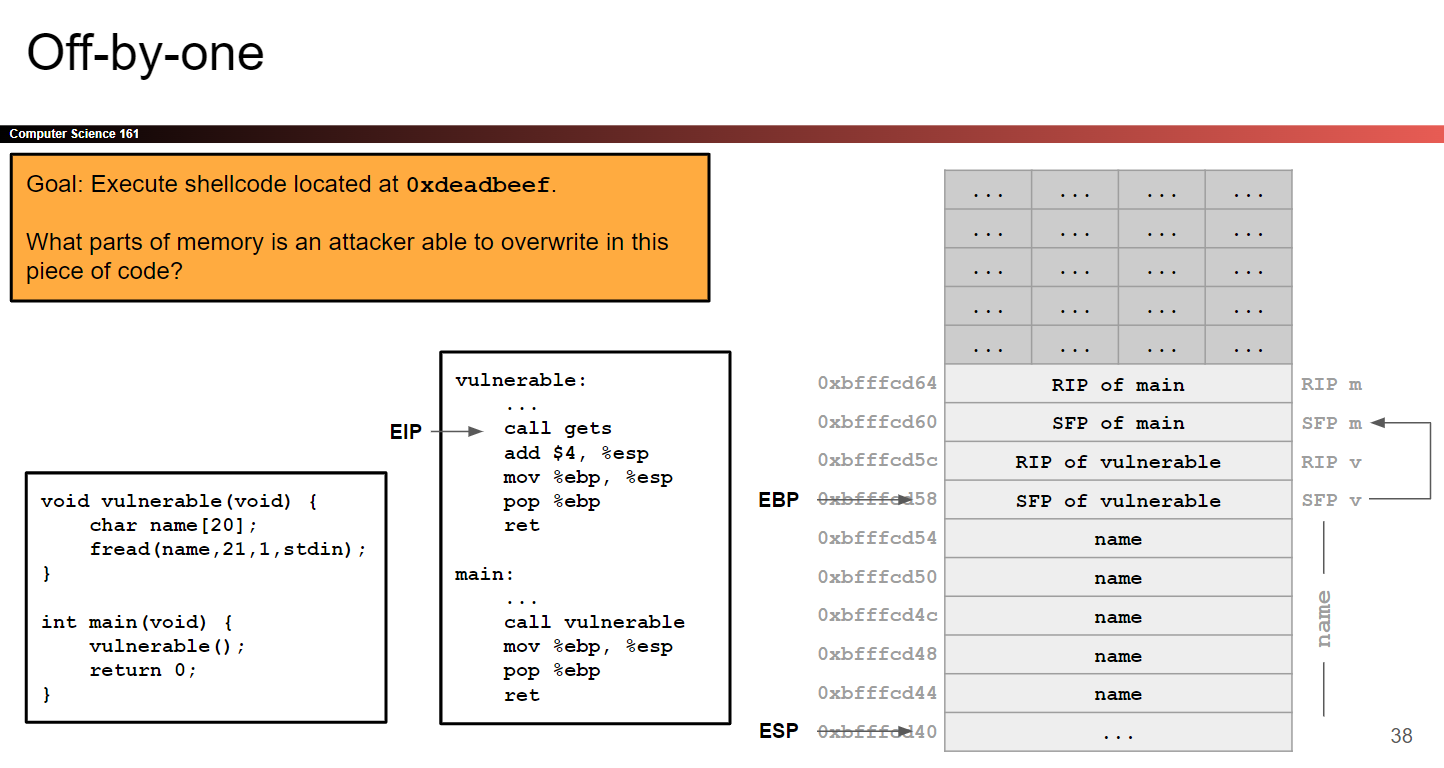 Off-by-one
Computer Science 161
Goal: Execute shellcode located at 0xdeadbeef.
What parts of memory is an attacker able to overwrite in this
piece of code?
void vulnerable(void) {
    char name[20];
    fread(name,21,1,stdin);
}
int main(void) {
    vulnerable();
    return 0;
}
EIP
vulnerable:
    ...
    call gets
    add $4, %esp
    mov %ebp, %esp
    pop %ebp
    ret
main:
    ...
    call vulnerable
    mov %ebp, %esp
    pop %ebp
    ret
... ... ... ...
... ... ... ...
... ... ... ...
... ... ... ...
... ... ... ...
0xbfffcd64 RIP of main RIP m
0xbfffcd60 SFP of main SFP m
0xbfffcd5c RIP of vulnerable RIP v
EBP 0xbfffcd58 SFP of vulnerable SFP v
0xbfffcd54 name
0xbfffcd50 name
0xbfffcd4c name
name
0xbfffcd48 name
0xbfffcd44 name
ESP 0xbfffcd40 ...
38